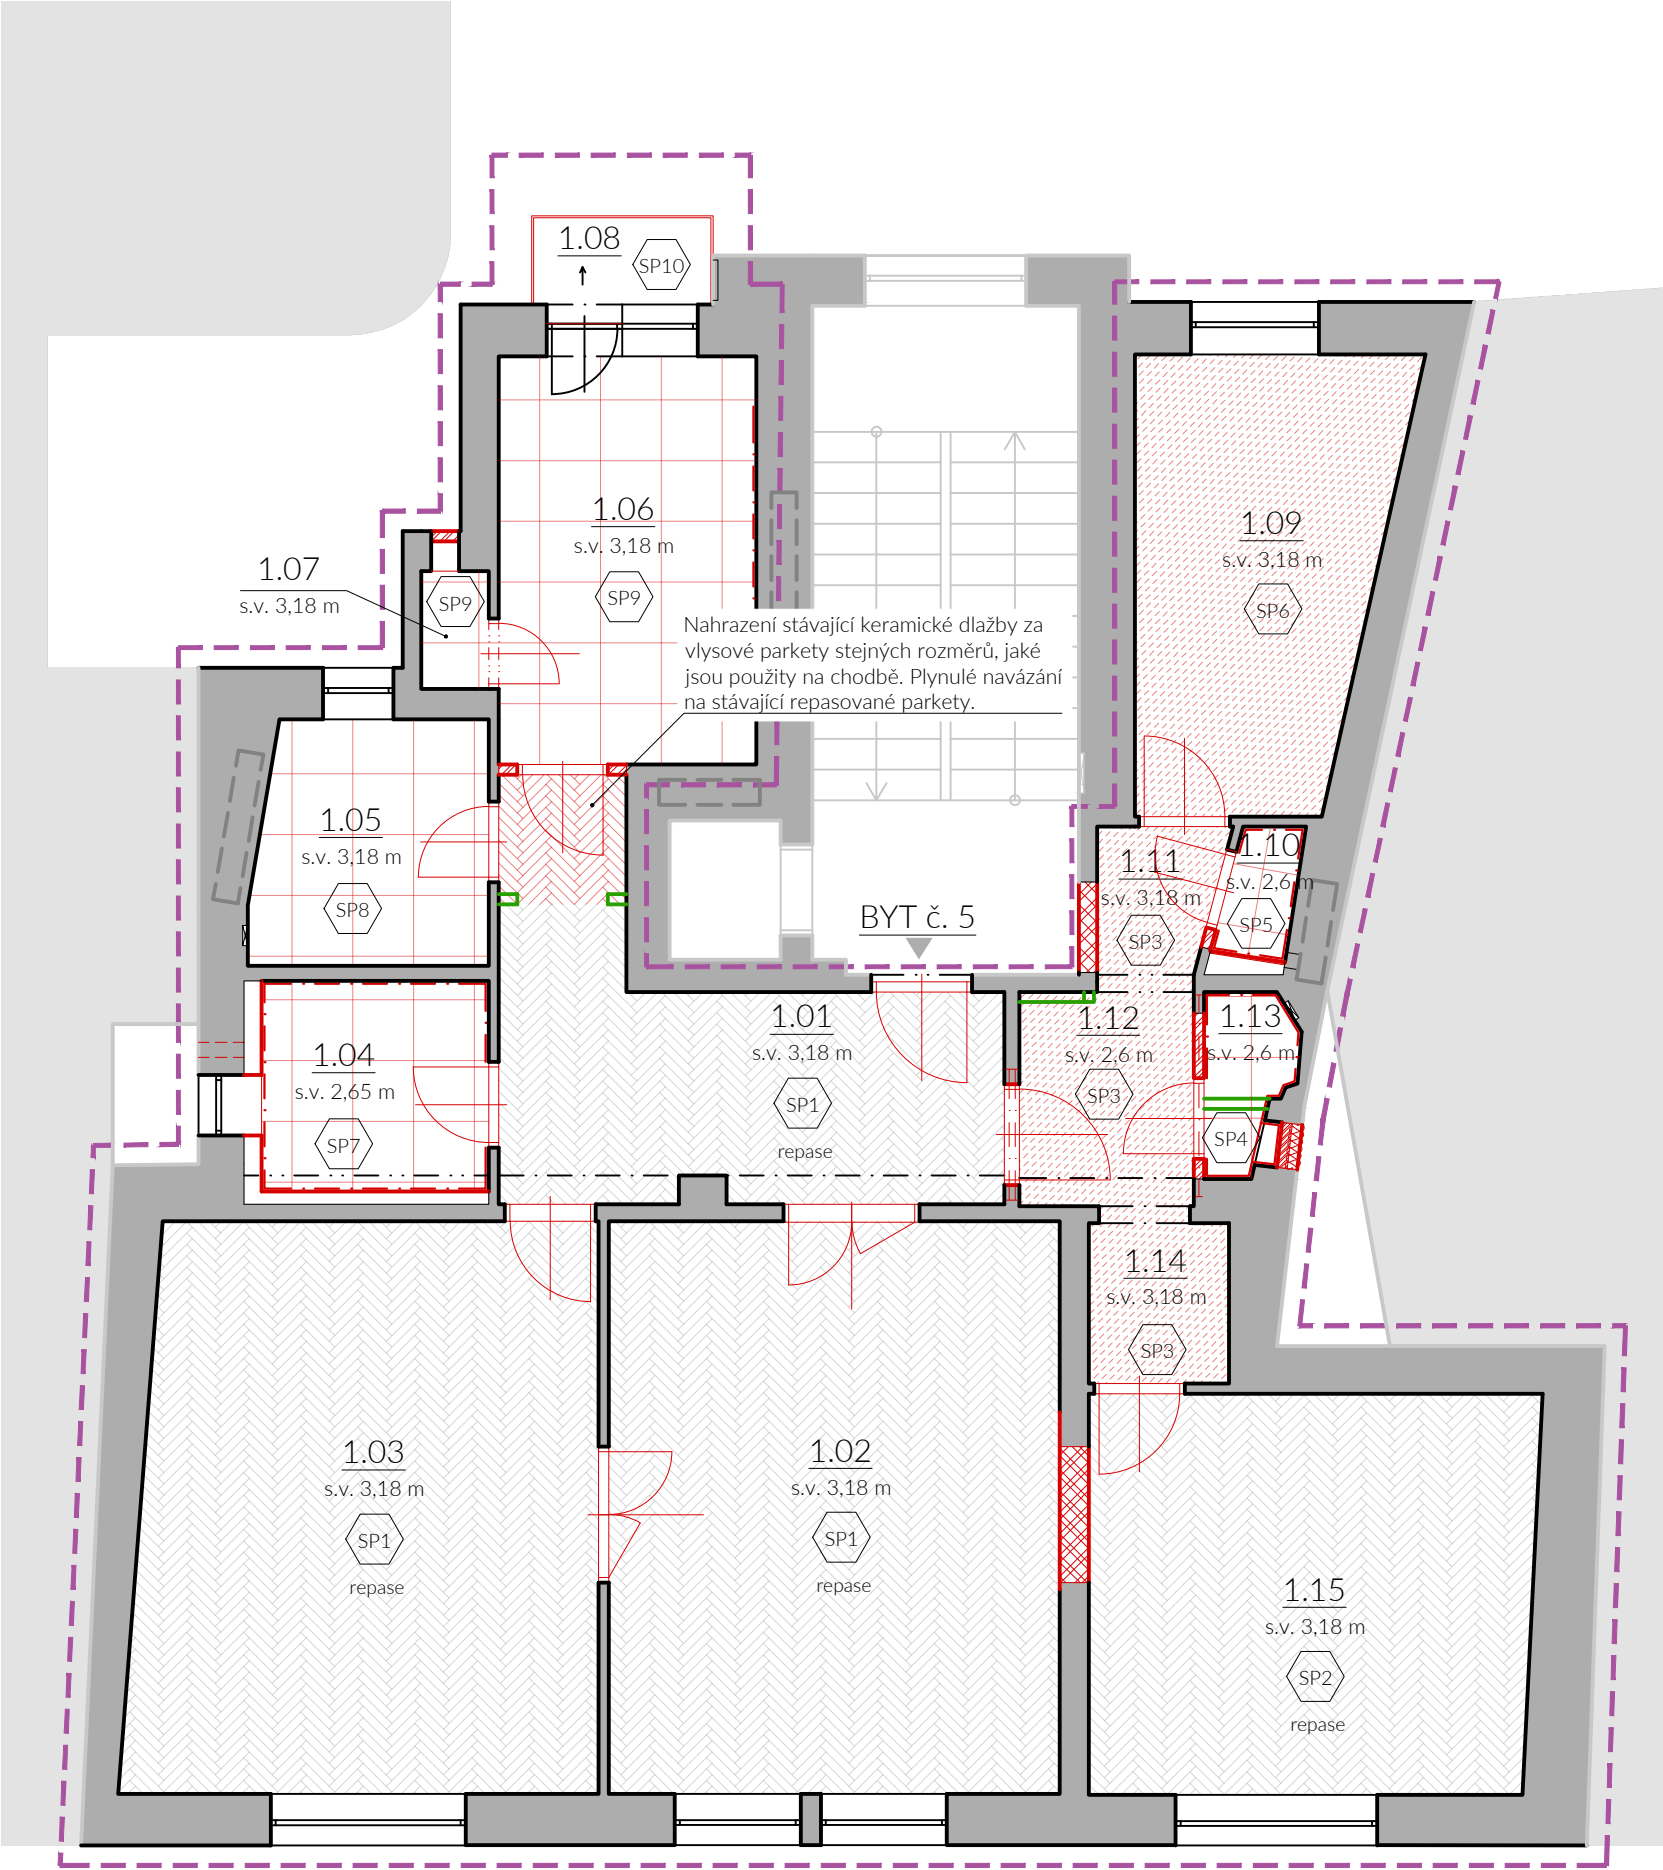 1.08
SP10
1.06
s.v. 3,18 m
SP9
1.07
s.v. 3,18 m
SP9
1.09
s.v. 3,18 m
SP6
Nahrazení stávající keramické dlažby za
vlysové parkety stejných rozměrů, jaké
jsou použity na chodbě. Plynulé navázání
na stávající repasované parkety.
1.05
s.v. 3,18 m
SP8
1.11
s.v. 3,18 m
SP3
1.10
s.v. 2,6 m
SP5
BYT č. 5
1.04
s.v. 2,65 m
SP7
1.01
s.v. 3,18 m
SP1
repase
1.12
s.v. 2,6 m
SP3
1.13
s.v. 2,6 m
SP4
1.14
s.v. 3,18 m
SP3
1.03
s.v. 3,18 m
SP1
repase
1.02
s.v. 3,18 m
SP1
repase
1.15
s.v. 3,18 m
SP2
repase